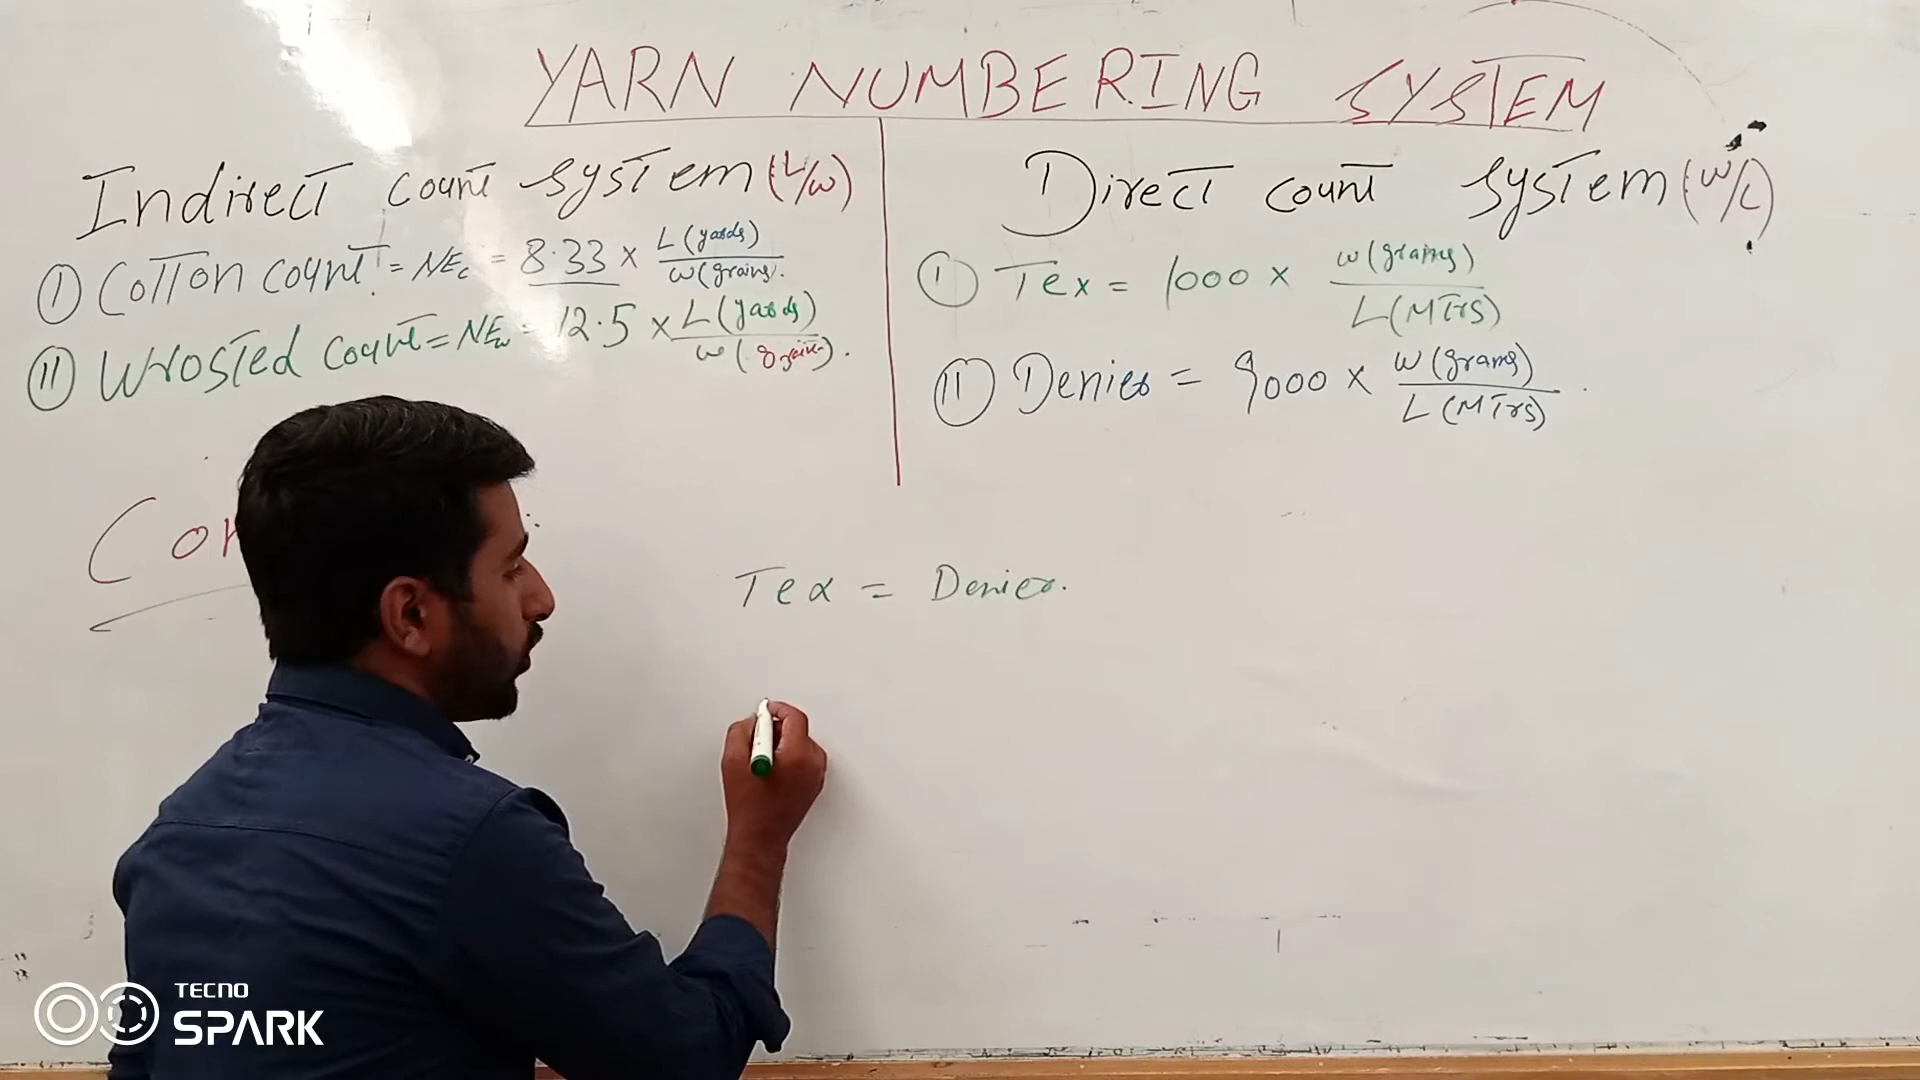 YARN NUMBERING SYSTEM
Indirect count system (L/w)
I Cotton count = NEc = 8.33 x L (yards) / w (grains).
II Wrosted count = NEw = 12.5 x L (yards) / w (grain).
Direct count system (w/L)
I Tex = 1000 x w (grams) / L (MTrs)
II Denier = 9000 x w (grams) / L (MTrs)
Tex = Denier.
TECNO
SPARK